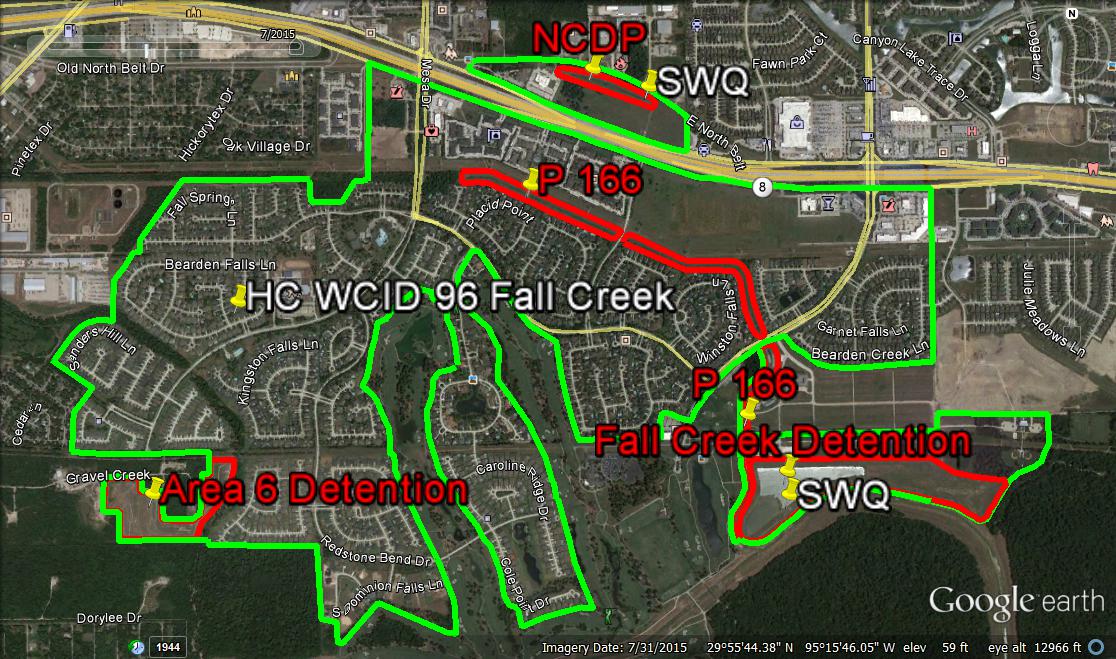 7/2015
N
NCDP
Old North Belt Dr
Mesa Dr
SWQ
Fawn Park Ct
Canyon Lake Trace Dr
Logga Ln
Pinetex Dr
Hickorytex Dr
Oak Village Dr
E North Belt
P 166
8
Fall Spring Ln
Placid Point
Bearden Falls Ln
HC WCID 96 Fall Creek
Julie Meadows Ln
Sanders Hill Ln
Kingston Falls Ln
Winston Falls
Garnet Falls Ln
Bearden Creek Ln
P 166
Cedar Ln
Fall Creek Detention
Gravel Creek
Area 6 Detention
Caroline Ridge Dr
SWQ
Redstone Bend Dr
S Dominion Falls Ln
Cole Point Dr
Dorylee Dr
Google earth
1944
Imagery Date: 7/31/2015 29°55'44.38" N 95°15'46.05" W elev 59 ft eye alt 12966 ft